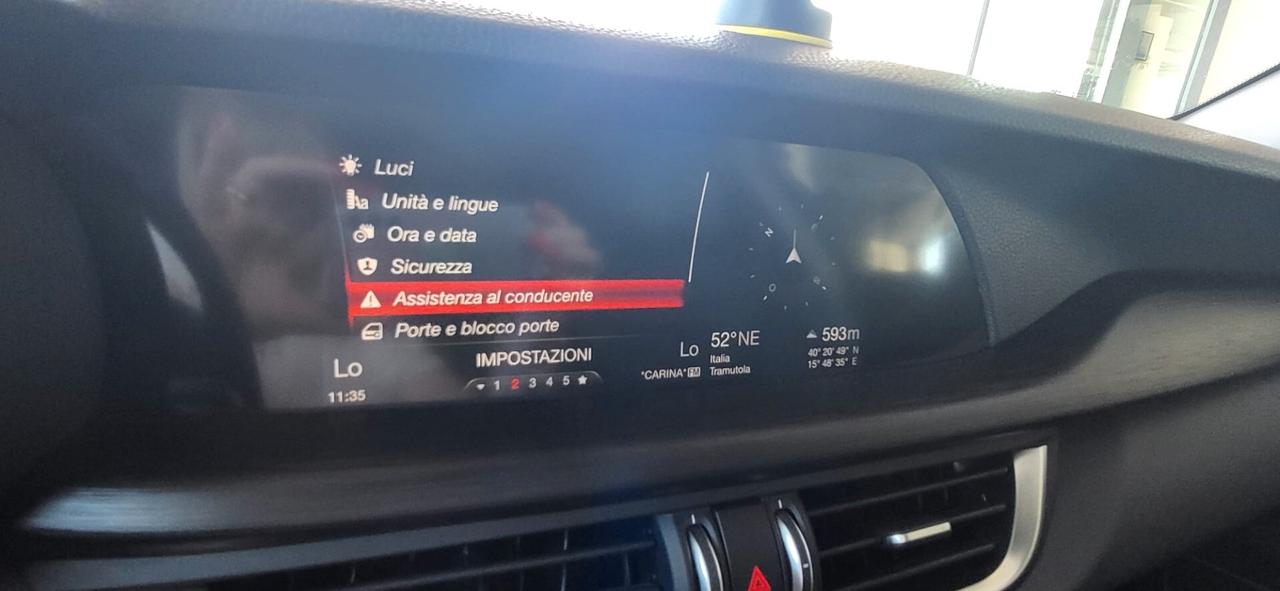 Luci
Unità e lingue
Ora e data
Sicurezza
Assistenza al conducente
Porte e blocco porte
IMPOSTAZIONI
1 2 3 4 5
Lo
11:35
Lo
"CARINA" FM
52°NE
Italia
Tramutola
593m
40° 20' 49" N
15° 48' 35" E
N